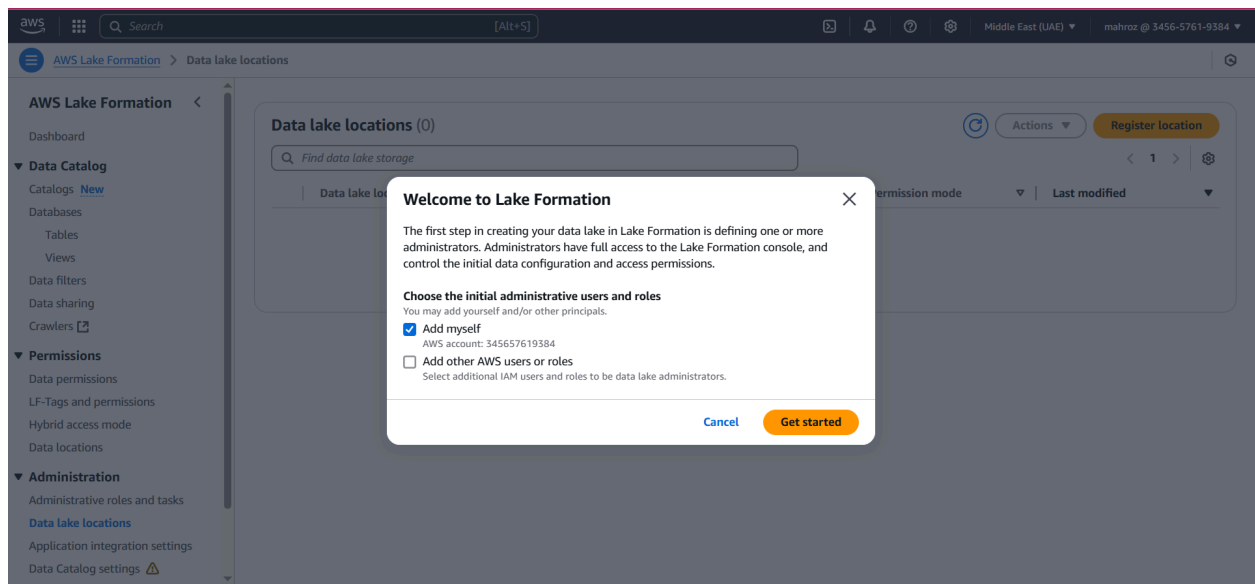 aws
Search
[Alt+S]
Middle East (UAE)
mahroz @ 3456-5761-9384
AWS Lake Formation > Data lake locations
AWS Lake Formation
Dashboard
Data Catalog
Catalogs New
Databases
Tables
Views
Data filters
Data sharing
Crawlers
Permissions
Data permissions
LF-Tags and permissions
Hybrid access mode
Data locations
Administration
Administrative roles and tasks
Data lake locations
Application integration settings
Data Catalog settings
Data lake locations (0)
Actions
Register location
Find data lake storage
< 1 >
Data lake
Permission mode
Last modified
Welcome to Lake Formation
The first step in creating your data lake in Lake Formation is defining one or more
administrators. Administrators have full access to the Lake Formation console, and
control the initial data configuration and access permissions.
Choose the initial administrative users and roles
You may add yourself and/or other principals.
Add myself
AWS account: 345657619384
Add other AWS users or roles
Select additional IAM users and roles to be data lake administrators.
Cancel
Get started